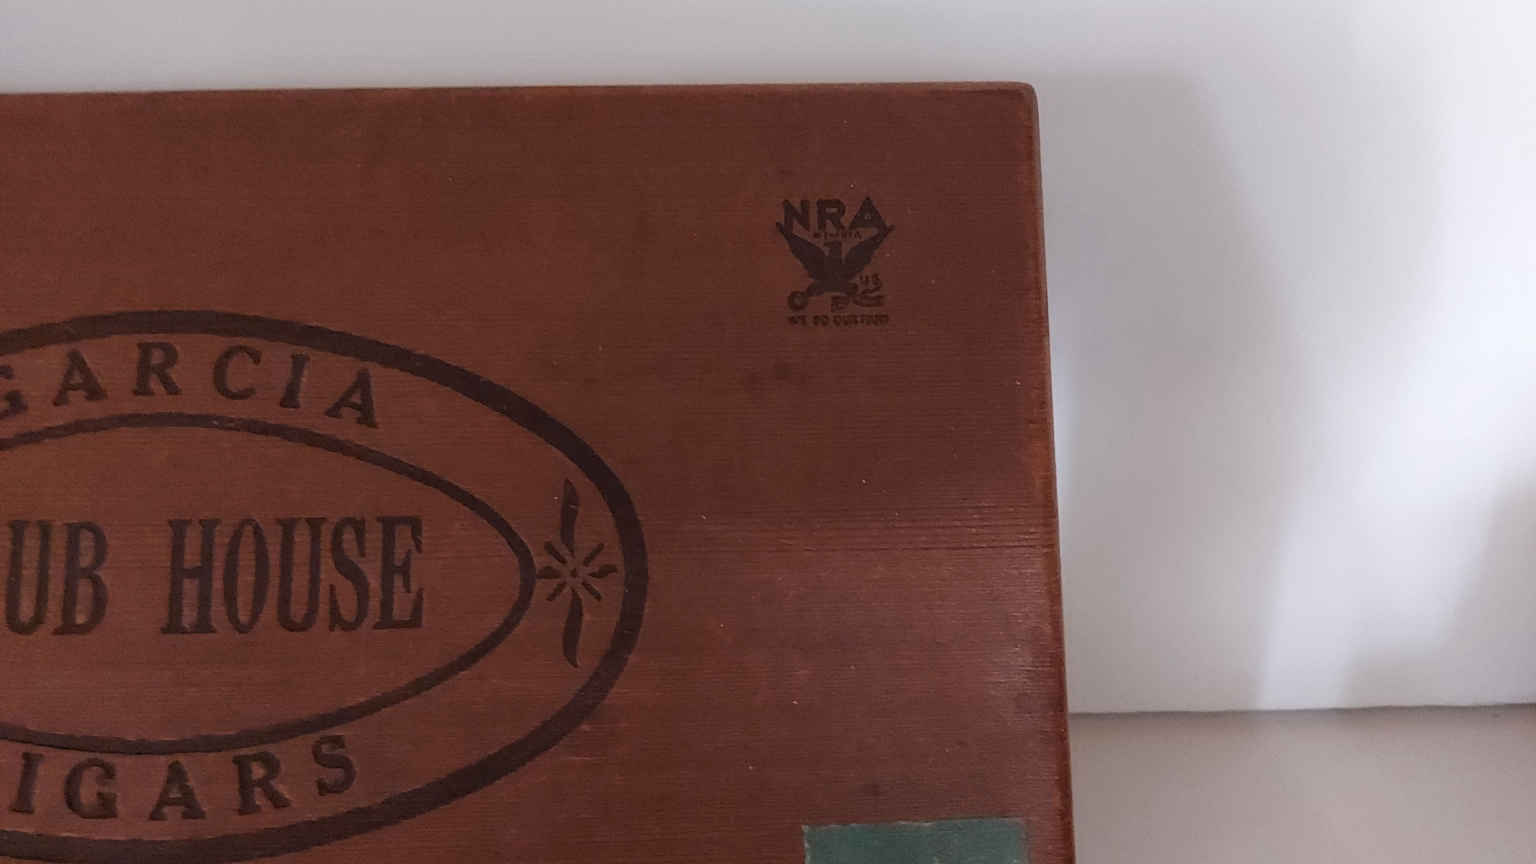 NRA
MEMBER
US
WE DO OUR PART
GARCIA
UB HOUSE
IGARS